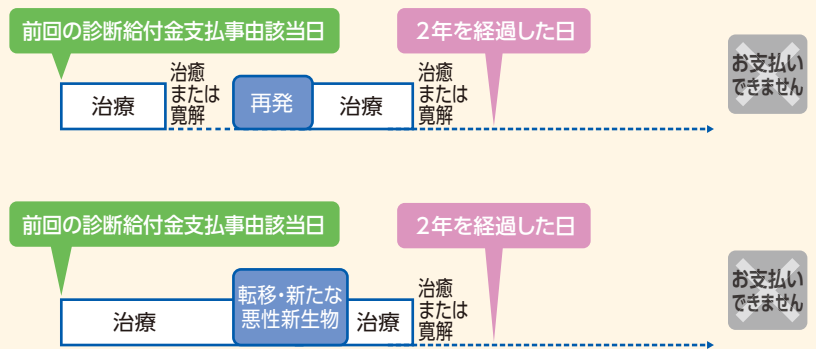 前回の診断給付金支払事由該当日
2年を経過した日
治療
治癒
または
寛解
再発
治療
治癒
または
寛解
お支払い
できません
前回の診断給付金支払事由該当日
2年を経過した日
治療
転移・新たな
悪性新生物
治療
治癒
または
寛解
お支払い
できません